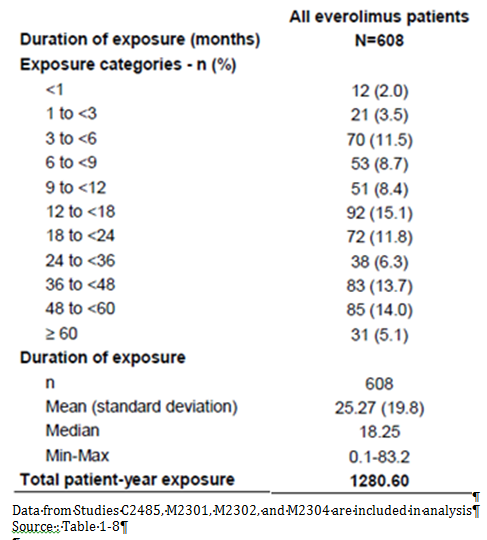 All everolimus patients
Duration of exposure (months) N=608
Exposure categories - n (%)
<1 12 (2.0)
1 to <3 21 (3.5)
3 to <6 70 (11.5)
6 to <9 53 (8.7)
9 to <12 51 (8.4)
12 to <18 92 (15.1)
18 to <24 72 (11.8)
24 to <36 38 (6.3)
36 to <48 83 (13.7)
48 to <60 85 (14.0)
≥ 60 31 (5.1)
Duration of exposure
n 608
Mean (standard deviation) 25.27 (19.8)
Median 18.25
Min-Max 0.1-83.2
Total patient-year exposure 1280.60
¶
Data·from·Studies·C2485,·M2301,·M2302,·and·M2304·are·included·in·analysis¶
Source:·Table·1-8¶